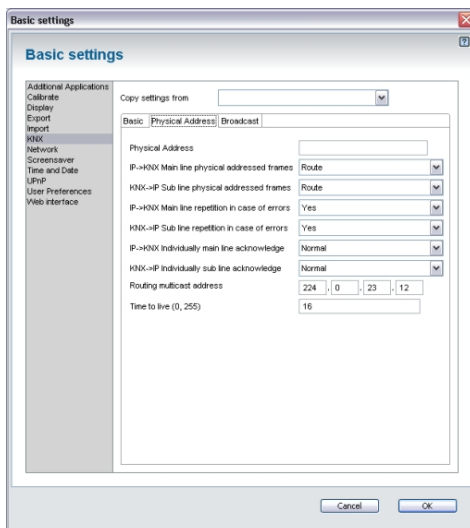 Basic settings
?
Basic settings
Additional Applications
Calibrate
Display
Export
Import
KNX
Network
Screensaver
Time and Date
UPnP
User Preferences
Web interface
Copy settings from
Basic Physical Address Broadcast
Physical Address
IP->KNX Main line physical addressed frames Route
KNX->IP Sub line physical addressed frames Route
IP->KNX Main line repetition in case of errors Yes
KNX->IP Sub line repetition in case of errors Yes
IP->KNX Individually main line acknowledge Normal
KNX->IP Individually sub line acknowledge Normal
Routing multicast address 224 . 0 . 23 . 12
Time to live (0, 255) 16
Cancel OK